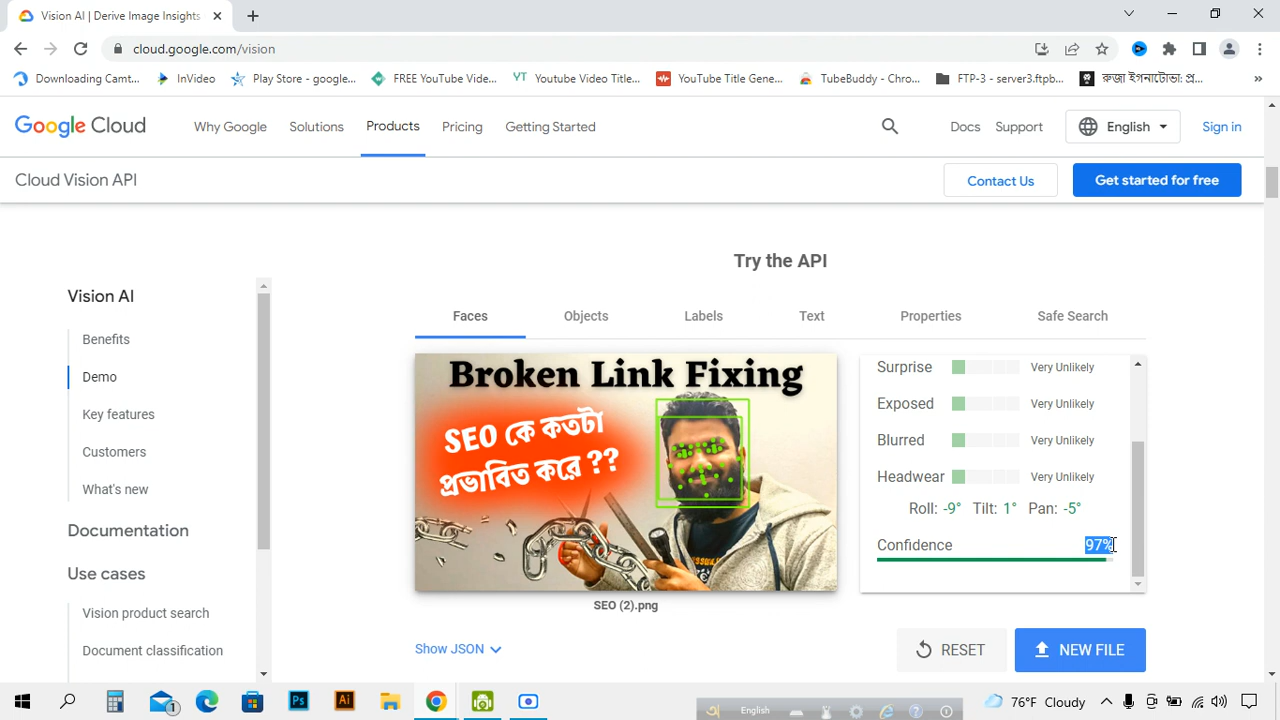 Vision AI | Derive Image Insights
cloud.google.com/vision
Downloading Camt...
InVideo
Play Store - google...
FREE YouTube Vide...
YT Youtube Video Title...
YouTube Title Gene...
TubeBuddy - Chro...
FTP-3 - server3.ftpb...
রুজা ইগনাটোভা: প্র...
Google Cloud
Why Google
Solutions
Products
Pricing
Getting Started
Docs
Support
English
Sign in
Cloud Vision API
Contact Us
Get started for free
Try the API
Vision AI
Benefits
Demo
Key features
Customers
What's new
Documentation
Use cases
Vision product search
Document classification
Faces
Objects
Labels
Text
Properties
Safe Search
Broken Link Fixing
SEO কে কতটা
প্রভাবিত করে ??
SEO (2).png
Surprise Very Unlikely
Exposed Very Unlikely
Blurred Very Unlikely
Headwear Very Unlikely
Roll: -9° Tilt: 1° Pan: -5°
Confidence 97%
Show JSON
RESET
NEW FILE
1
Ps
Ai
English
76°F Cloudy